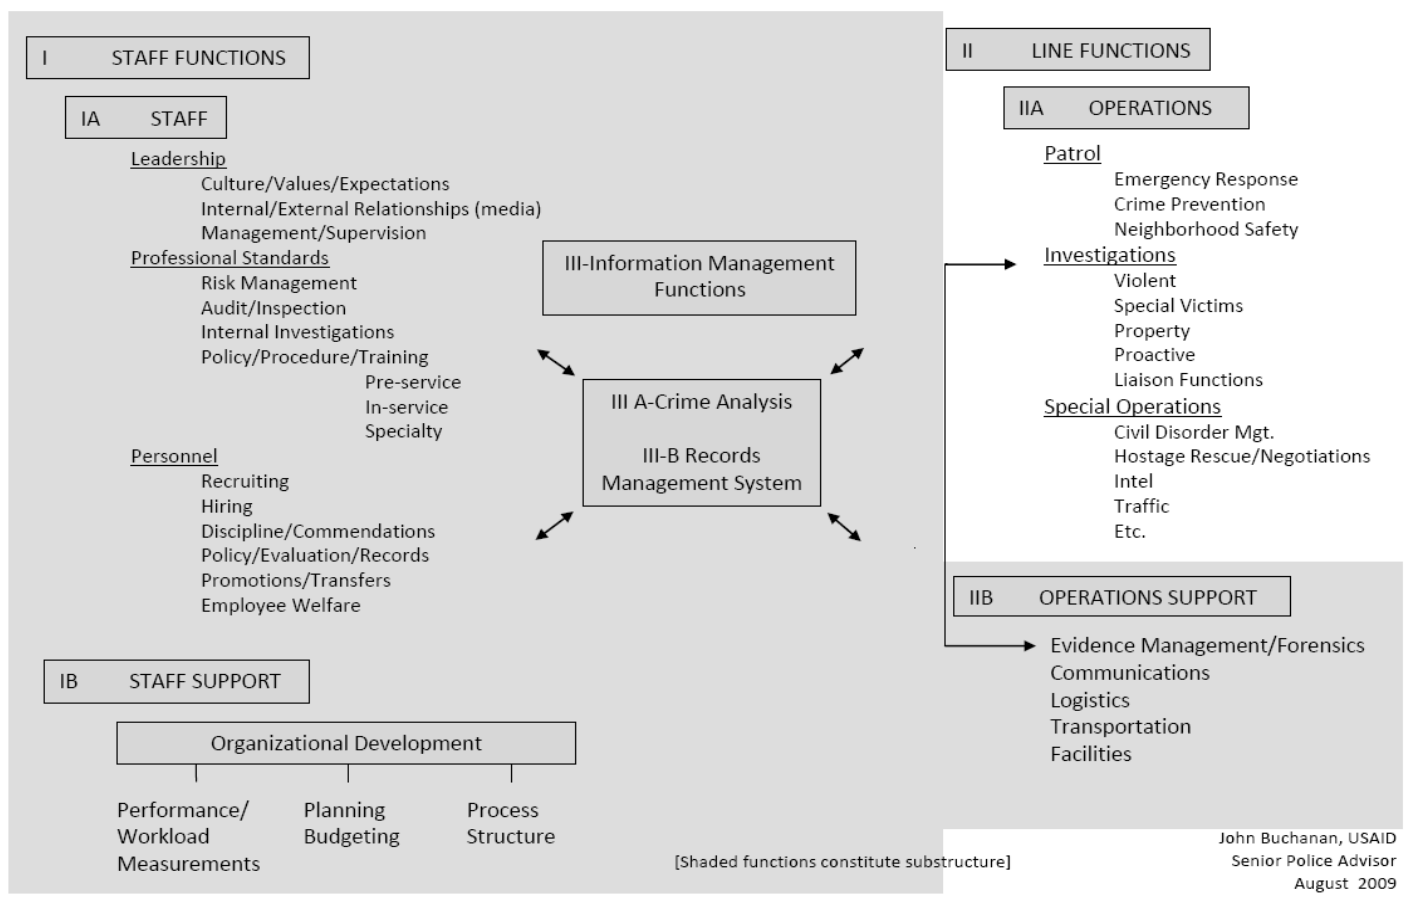 I STAFF FUNCTIONS
IA STAFF
Leadership
Culture/Values/Expectations
Internal/External Relationships (media)
Management/Supervision
Professional Standards
Risk Management
Audit/Inspection
Internal Investigations
Policy/Procedure/Training
Pre-service
In-service
Specialty
Personnel
Recruiting
Hiring
Discipline/Commendations
Policy/Evaluation/Records
Promotions/Transfers
Employee Welfare
IB STAFF SUPPORT
Organizational Development
Performance/
Workload
Measurements
Planning
Budgeting
Process
Structure
III-Information Management
Functions
III A-Crime Analysis
III-B Records
Management System
II LINE FUNCTIONS
IIA OPERATIONS
Patrol
Emergency Response
Crime Prevention
Neighborhood Safety
Investigations
Violent
Special Victims
Property
Proactive
Liaison Functions
Special Operations
Civil Disorder Mgt.
Hostage Rescue/Negotiations
Intel
Traffic
Etc.
IIB OPERATIONS SUPPORT
Evidence Management/Forensics
Communications
Logistics
Transportation
Facilities
[Shaded functions constitute substructure]
John Buchanan, USAID
Senior Police Advisor
August 2009